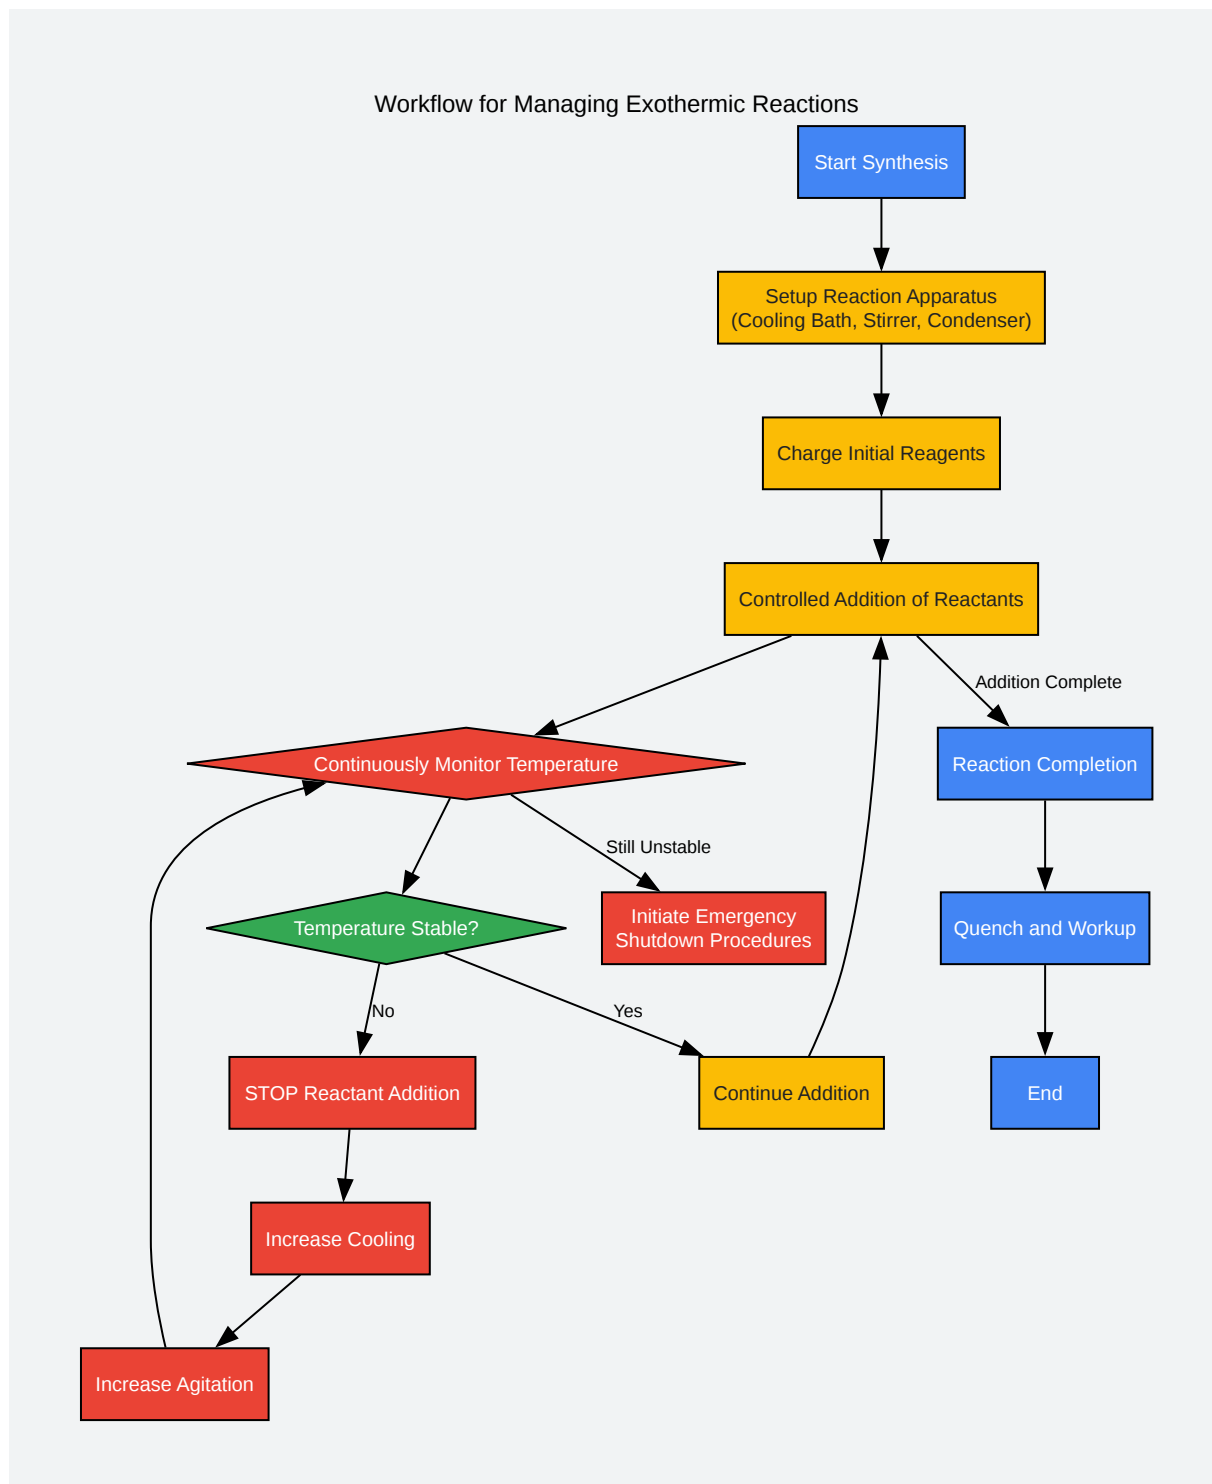 Workflow for Managing Exothermic Reactions
Start Synthesis
Setup Reaction Apparatus
(Cooling Bath, Stirrer, Condenser)
Charge Initial Reagents
Controlled Addition of Reactants
Addition Complete
Continuously Monitor Temperature
Reaction Completion
Still Unstable
Temperature Stable?
Initiate Emergency
Shutdown Procedures
Quench and Workup
No
Yes
STOP Reactant Addition
Continue Addition
End
Increase Cooling
Increase Agitation